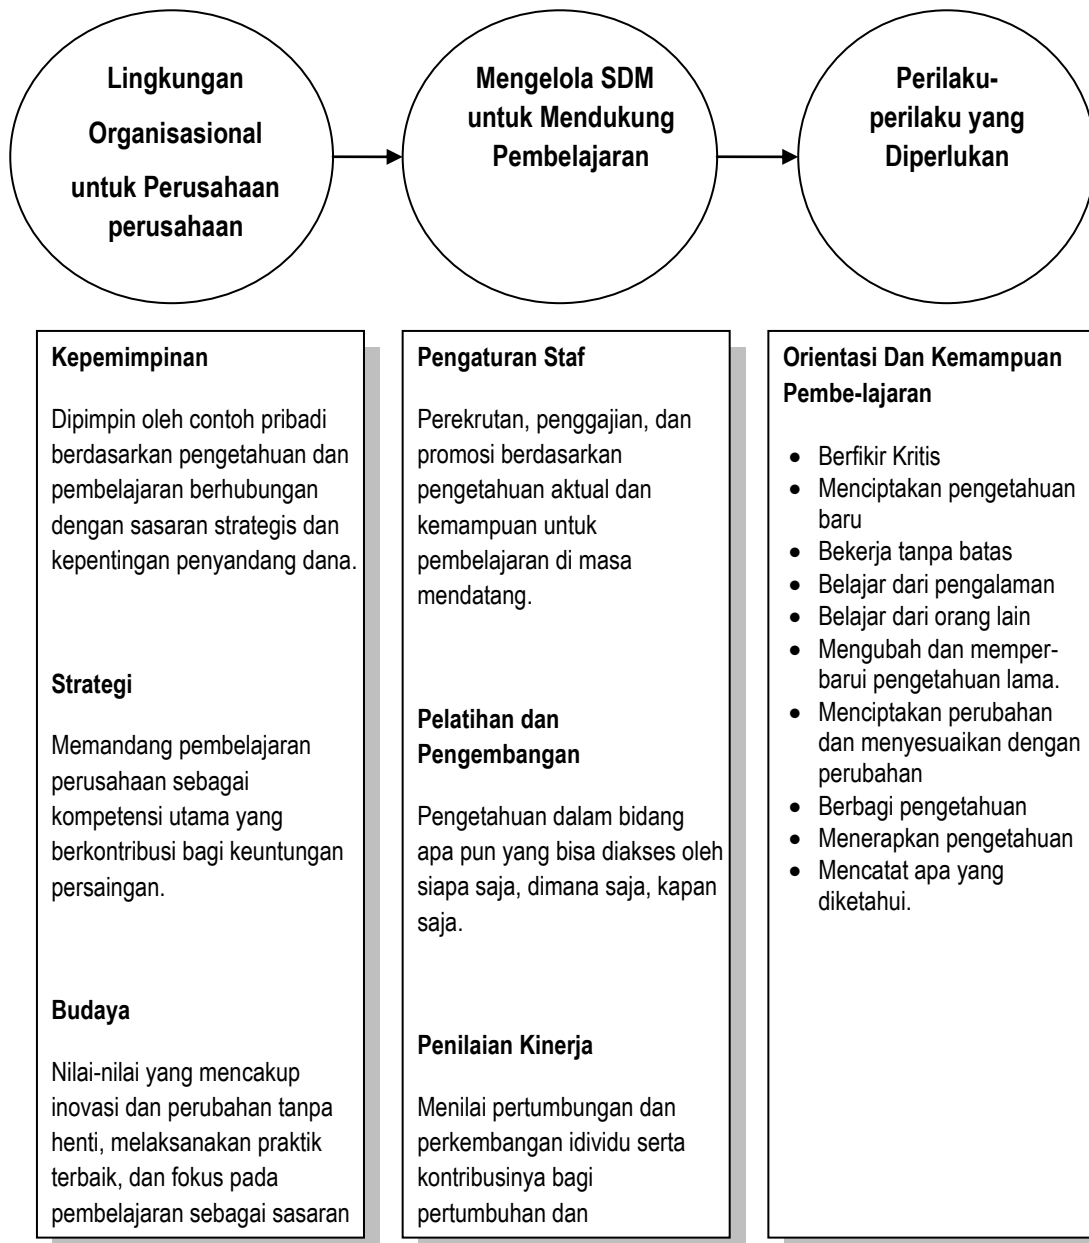 Lingkungan
Organisasional
untuk Perusahaan
perusahaan
Mengelola SDM
untuk Mendukung
Pembelajaran
Perilaku-
perilaku yang
Diperlukan
Kepemimpinan
Dipimpin oleh contoh pribadi
berdasarkan pengetahuan dan
pembelajaran berhubungan
dengan sasaran strategis dan
kepentingan penyandang dana.
Strategi
Memandang pembelajaran
perusahaan sebagai
kompetensi utama yang
berkontribusi bagi keuntungan
persaingan.
Budaya
Nilai-nilai yang mencakup
inovasi dan perubahan tanpa
henti, melaksanakan praktik
terbaik, dan fokus pada
pembelajaran sebagai sasaran
Pengaturan Staf
Perekrutan, penggajian, dan
promosi berdasarkan
pengetahuan aktual dan
kemampuan untuk
pembelajaran di masa
mendatang.
Pelatihan dan
Pengembangan
Pengetahuan dalam bidang
apa pun yang bisa diakses oleh
siapa saja, dimana saja, kapan
saja.
Penilaian Kinerja
Menilai pertumbungan dan
perkembangan idividu serta
kontribusinya bagi
pertumbuhan dan
Orientasi Dan Kemampuan
Pembe-lajaran
• Berfikir Kritis
• Menciptakan pengetahuan
baru
• Bekerja tanpa batas
• Belajar dari pengalaman
• Belajar dari orang lain
• Mengubah dan memper-
barui pengetahuan lama.
• Menciptakan perubahan
dan menyesuaikan dengan
perubahan
• Berbagi pengetahuan
• Menerapkan pengetahuan
• Mencatat apa yang
diketahui.